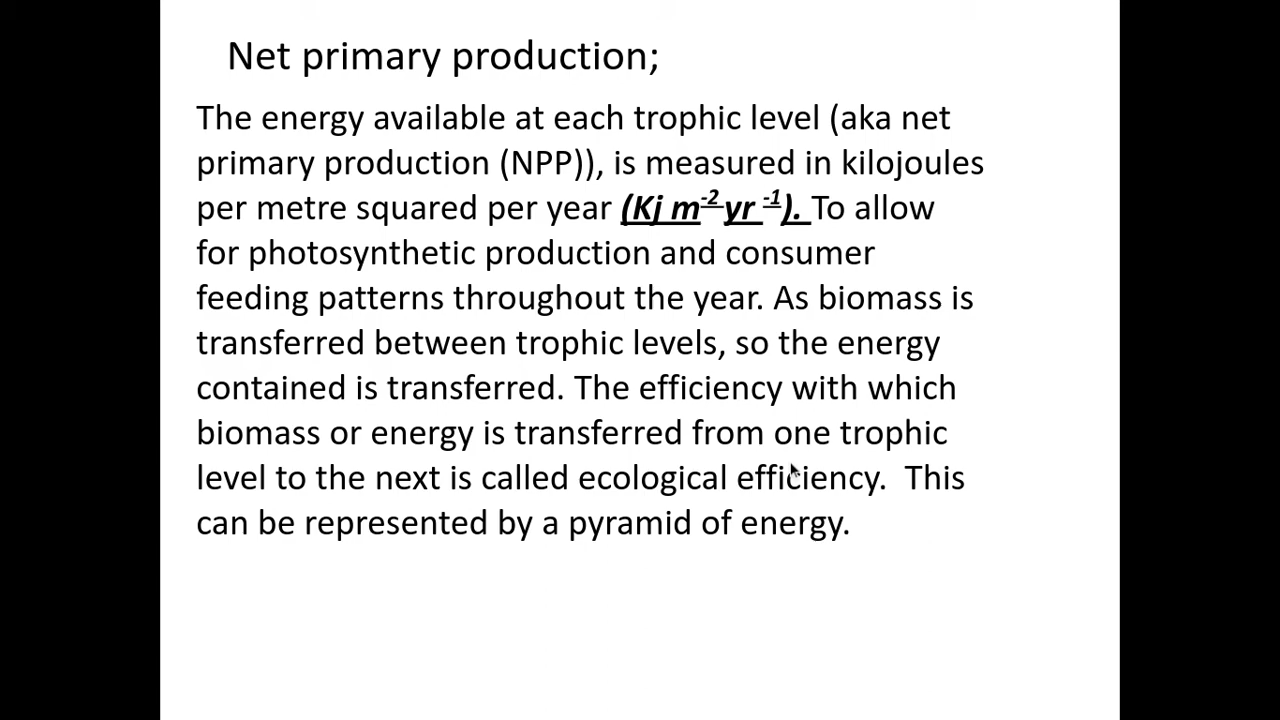 Net primary production;
The energy available at each trophic level (aka net
primary production (NPP)), is measured in kilojoules
per metre squared per year (Kj m-2 yr -1). To allow
for photosynthetic production and consumer
feeding patterns throughout the year. As biomass is
transferred between trophic levels, so the energy
contained is transferred. The efficiency with which
biomass or energy is transferred from one trophic
level to the next is called ecological efficiency.  This
can be represented by a pyramid of energy.